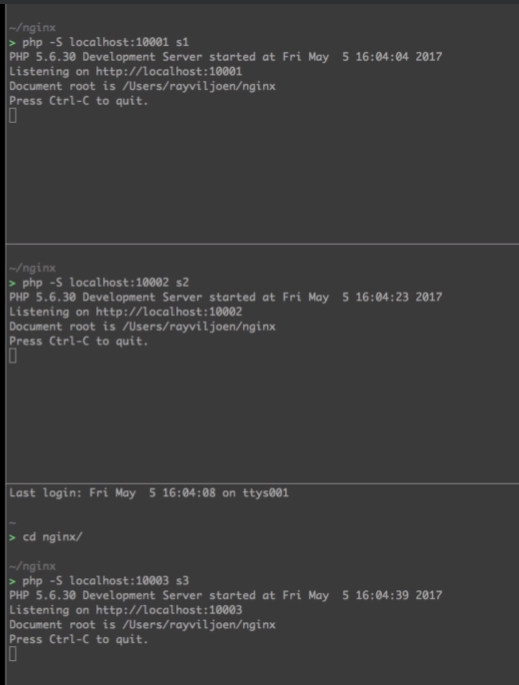 ~/nginx
> php -S localhost:10001 s1
PHP 5.6.30 Development Server started at Fri May  5 16:04:04 2017
Listening on http://localhost:10001
Document root is /Users/rayviljoen/nginx
Press Ctrl-C to quit.
~/nginx
> php -S localhost:10002 s2
PHP 5.6.30 Development Server started at Fri May  5 16:04:23 2017
Listening on http://localhost:10002
Document root is /Users/rayviljoen/nginx
Press Ctrl-C to quit.
Last login: Fri May  5 16:04:08 on ttys001
~
> cd nginx/
~/nginx
> php -S localhost:10003 s3
PHP 5.6.30 Development Server started at Fri May  5 16:04:39 2017
Listening on http://localhost:10003
Document root is /Users/rayviljoen/nginx
Press Ctrl-C to quit.